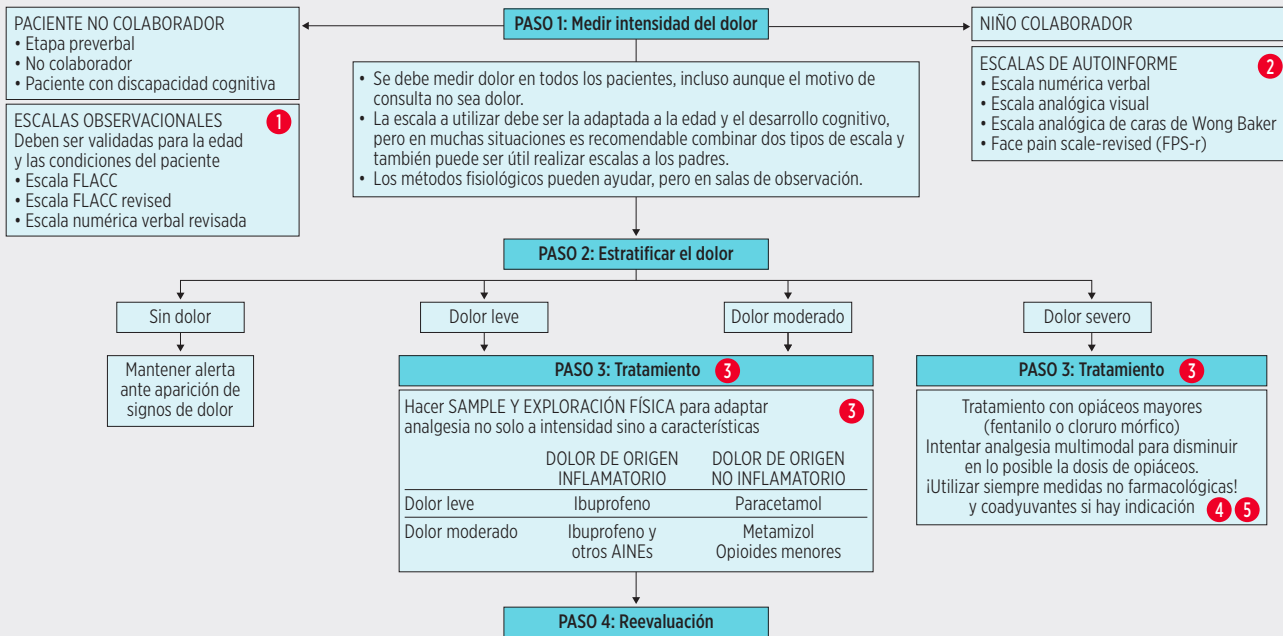 PACIENTE NO COLABORADOR
• Etapa preverbal
• No colaborador
• Paciente con discapacidad cognitiva
ESCALAS OBSERVACIONALES 1
Deben ser validadas para la edad
y las condiciones del paciente
• Escala FLACC
• Escala FLACC revised
• Escala numérica verbal revisada
PASO 1: Medir intensidad del dolor
• Se debe medir dolor en todos los pacientes, incluso aunque el motivo de
consulta no sea dolor.
• La escala a utilizar debe ser la adaptada a la edad y el desarrollo cognitivo,
pero en muchas situaciones es recomendable combinar dos tipos de escala y
también puede ser útil realizar escalas a los padres.
• Los métodos fisiológicos pueden ayudar, pero en salas de observación.
NIÑO COLABORADOR
ESCALAS DE AUTOINFORME 2
• Escala numérica verbal
• Escala analógica visual
• Escala analógica de caras de Wong Baker
• Face pain scale-revised (FPS-r)
PASO 2: Estratificar el dolor
Sin dolor
Dolor leve
Dolor moderado
Dolor severo
Mantener alerta
ante aparición de
signos de dolor
PASO 3: Tratamiento 3
Hacer SAMPLE Y EXPLORACIÓN FÍSICA para adaptar 3
analgesia no solo a intensidad sino a características
DOLOR DE ORIGEN DOLOR DE ORIGEN
INFLAMATORIO NO INFLAMATORIO
Dolor leve Ibuprofeno Paracetamol
Dolor moderado Ibuprofeno y Metamizol
otros AINEs Opioides menores
PASO 3: Tratamiento 3
Tratamiento con opiáceos mayores
(fentanilo o cloruro mórfico)
Intentar analgesia multimodal para disminuir
en lo posible la dosis de opiáceos.
¡Utilizar siempre medidas no farmacológicas!
y coadyuvantes si hay indicación 4 5
PASO 4: Reevaluación